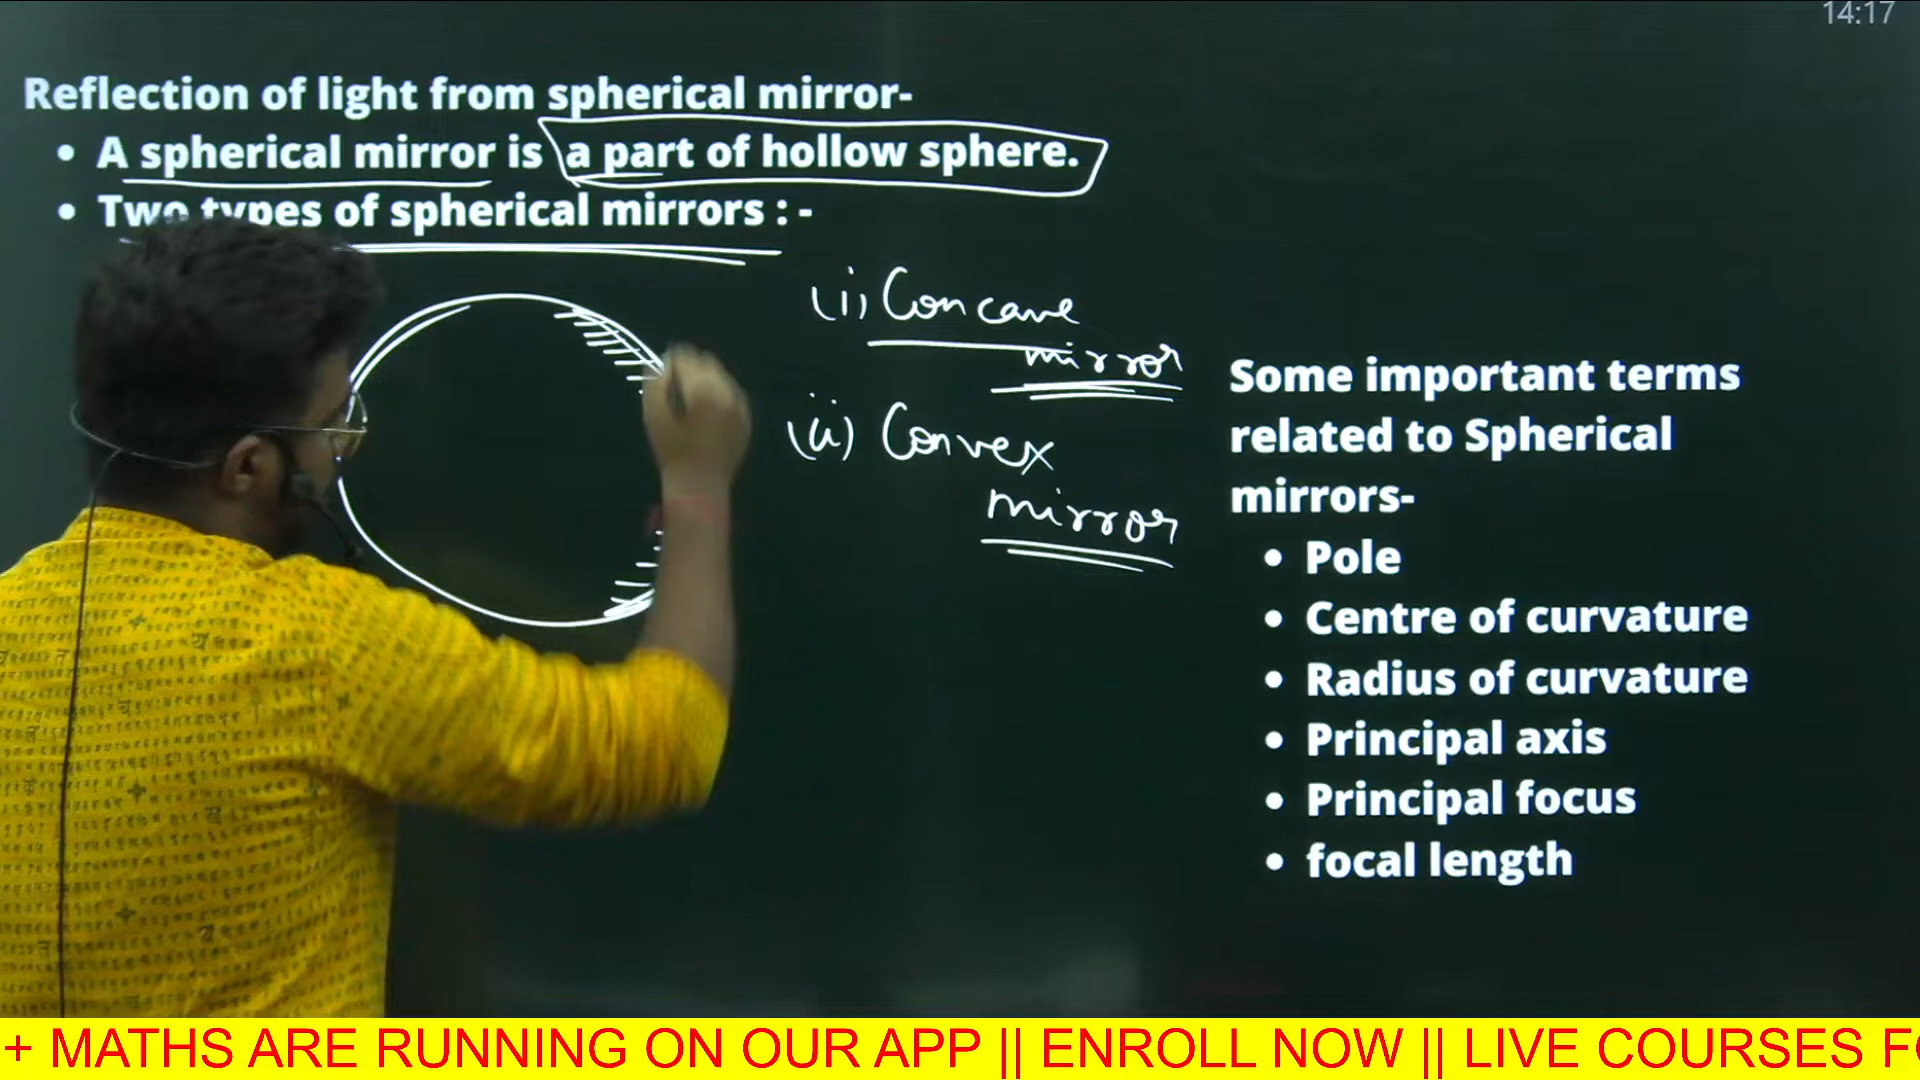 14:17
Reflection of light from spherical mirror-
• A spherical mirror is a part of hollow sphere.
• Two types of spherical mirrors : -
(i) Concave
mirror
(ii) Convex
mirror
Some important terms
related to Spherical
mirrors-
• Pole
• Centre of curvature
• Radius of curvature
• Principal axis
• Principal focus
• focal length
+ MATHS ARE RUNNING ON OUR APP || ENROLL NOW || LIVE COURSES F